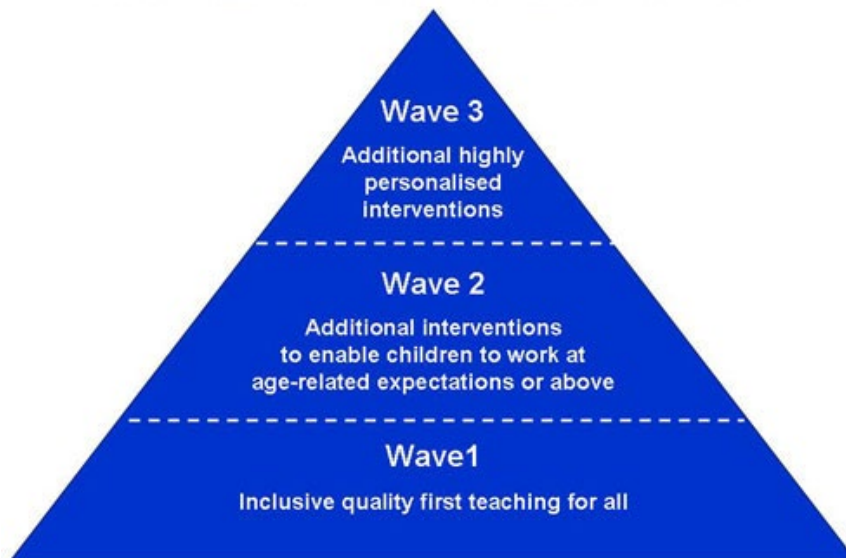 Wave 3
Additional highly
personalised
interventions
Wave 2
Additional interventions
to enable children to work at
age-related expectations or above
Wave1
Inclusive quality first teaching for all